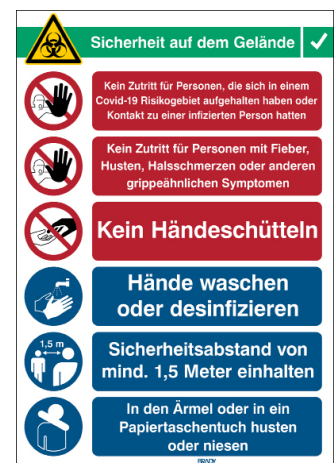 Sicherheit auf dem Gelände
Kein Zutritt für Personen, die sich in einem
Covid-19 Risikogebiet aufgehalten haben oder
Kontakt zu einer infizierten Person hatten
Kein Zutritt für Personen mit Fieber,
Husten, Halsschmerzen oder anderen
grippeähnlichen Symptomen
Kein Händeschütteln
Hände waschen
oder desinfizieren
1,5 m
Sicherheitsabstand von
mind. 1,5 Meter einhalten
In den Ärmel oder in ein
Papiertaschentuch husten
oder niesen
BRADY